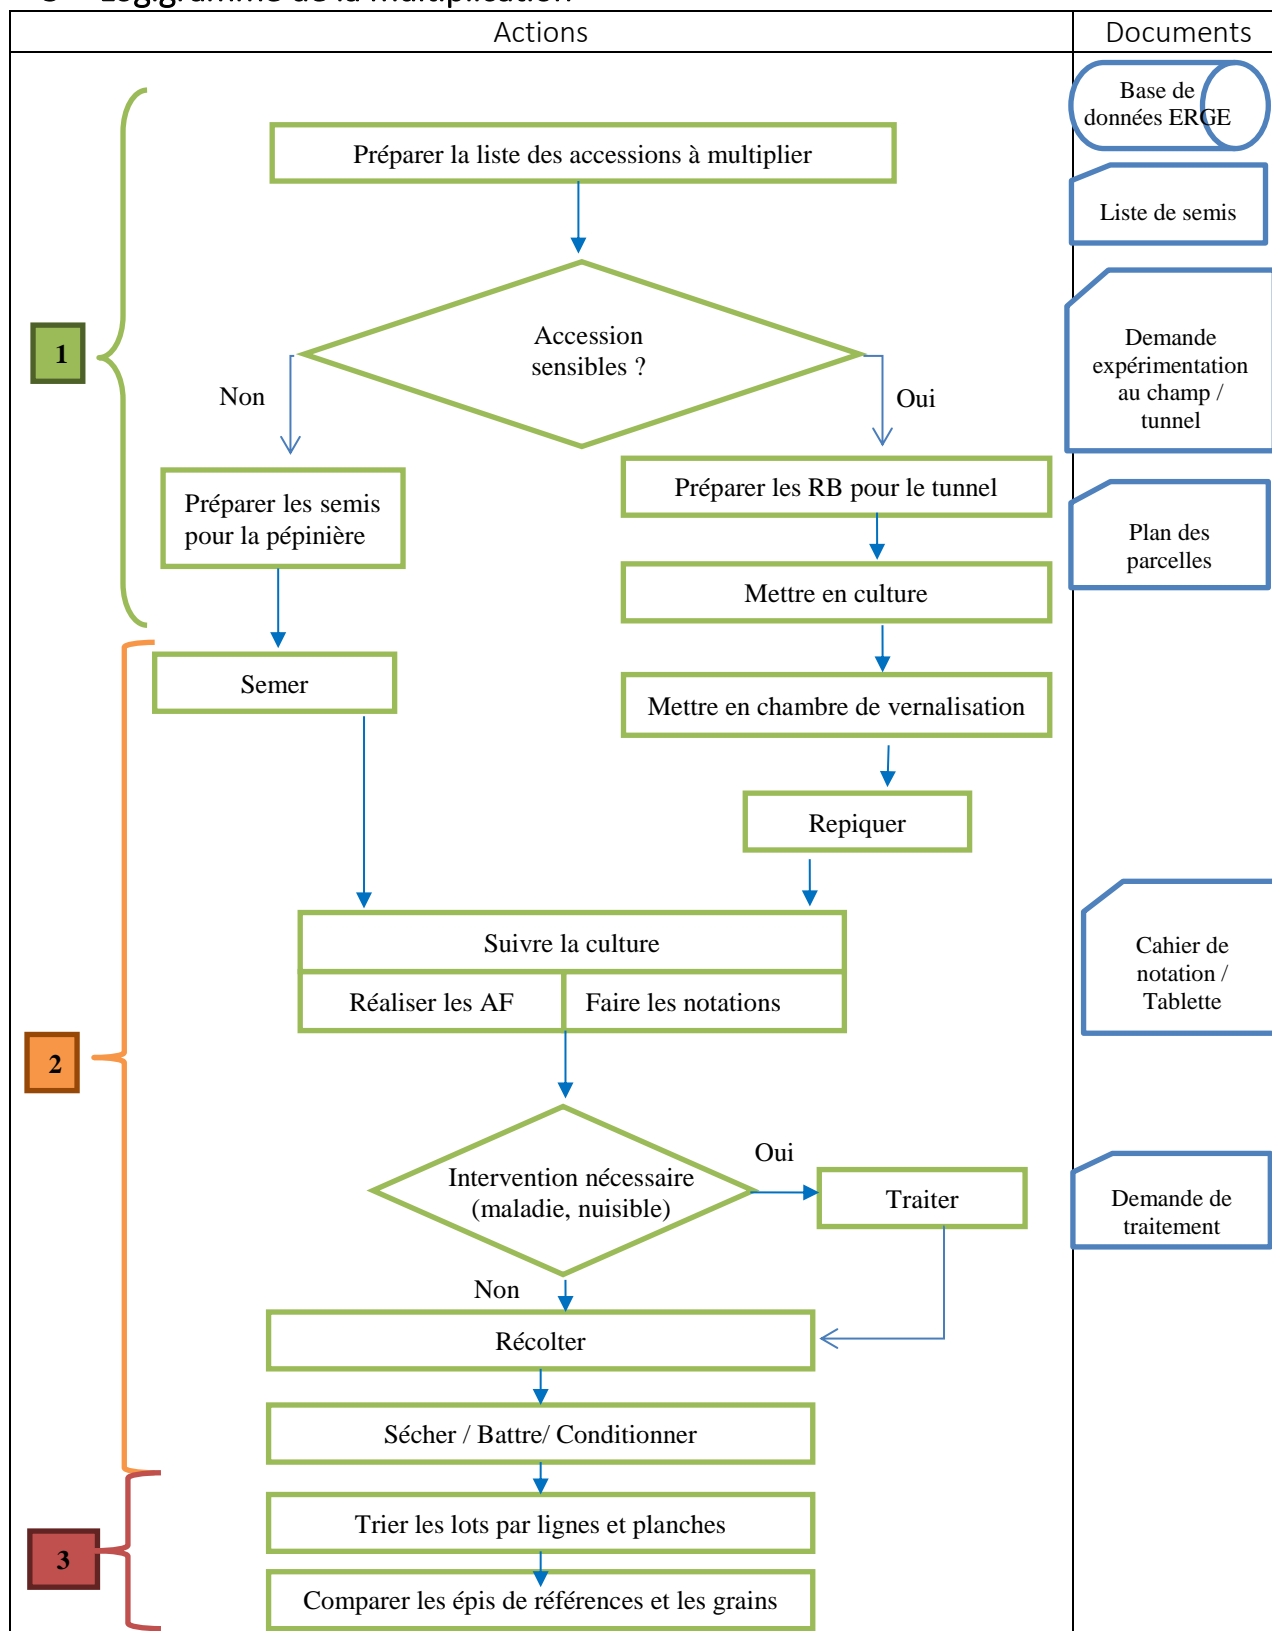 Logigramme de la multiplication
Actions
Documents
Base de
données ERGE
Préparer la liste des accessions à multiplier
Liste de semis
Accession
sensibles ?
1
Demande
expérimentation
au champ /
tunnel
Non
Oui
Préparer les semis
pour la pépinière
Préparer les RB pour le tunnel
Plan des
parcelles
Mettre en culture
Semer
Mettre en chambre de vernalisation
Repiquer
Suivre la culture
Réaliser les AF
Faire les notations
Cahier de
notation /
Tablette
2
Intervention nécessaire
(maladie, nuisible)
Oui
Traiter
Demande de
traitement
Non
Récolter
Sécher / Battre/ Conditionner
Trier les lots par lignes et planches
3
Comparer les épis de références et les grains